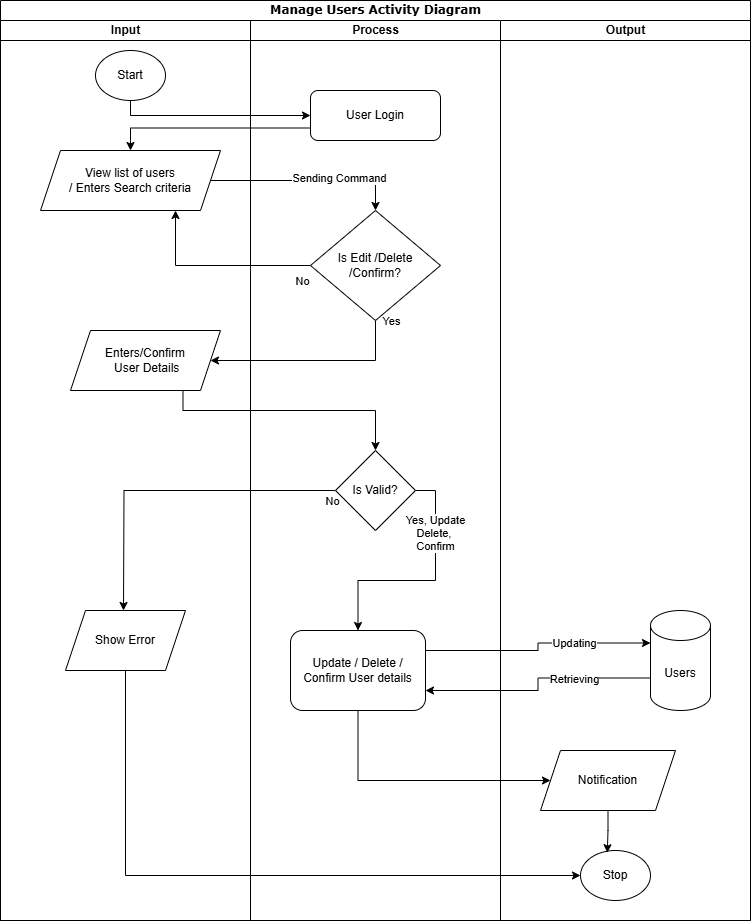 Manage Users Activity Diagram
Input
Process
Output
Start
User Login
View list of users
/ Enters Search criteria
Sending Command
Is Edit /Delete
/Confirm?
No
Yes
Enters/Confirm
User Details
Is Valid?
No
Yes, Update
Delete,
Confirm
Show Error
Update / Delete /
Confirm User details
Updating
Retrieving
Users
Notification
Stop